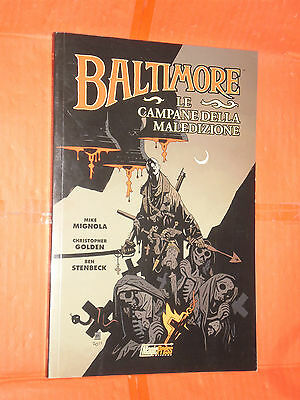 BALTIMORE
LE
CAMPANE DELLA
MALEDIZIONE
MIKE
MIGNOLA
CHRISTOPHER
GOLDEN
BEN
STENBECK